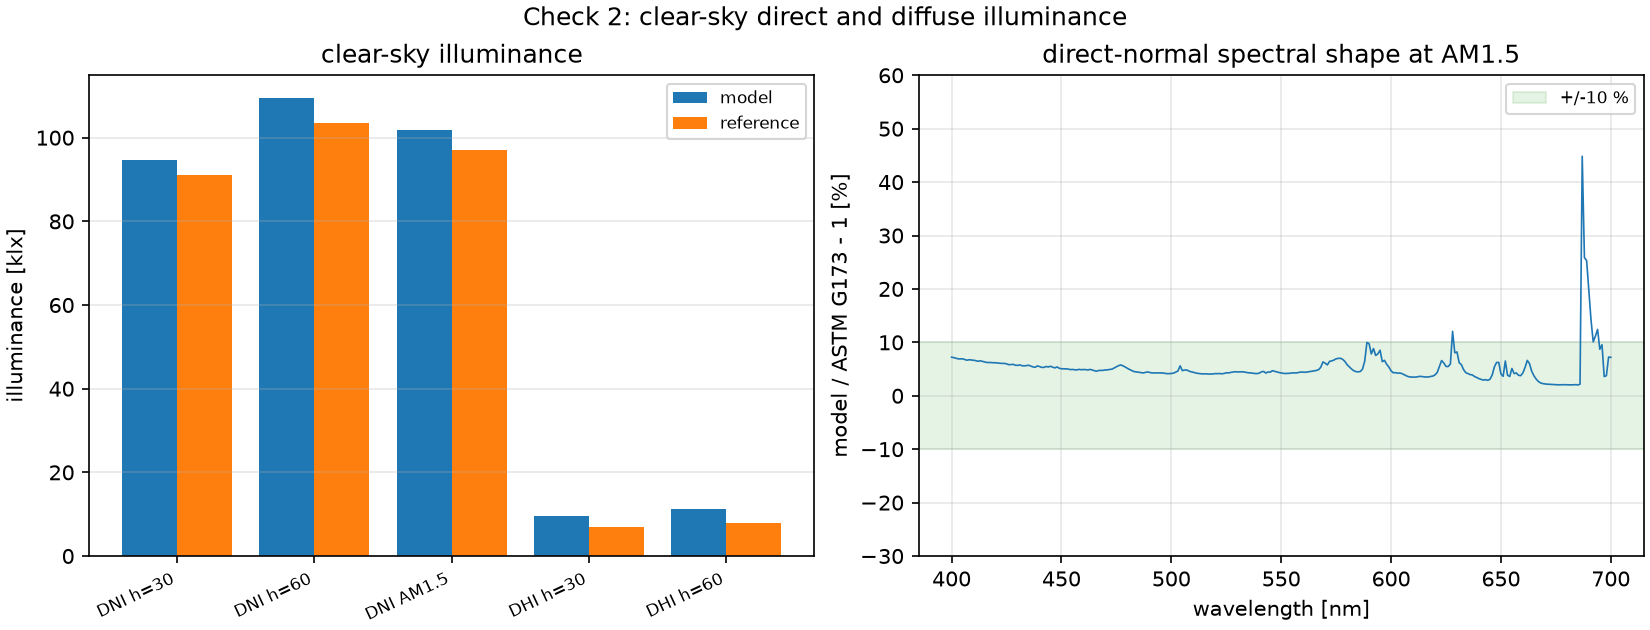 Check 2: clear-sky direct and diffuse illuminance
clear-sky illuminance
illuminance [klx]
100
80
60
40
20
0
model
reference
DNI h=30
DNI h=60
DNI AM1.5
DHI h=30
DHI h=60
direct-normal spectral shape at AM1.5
model / ASTM G173 - 1 [%]
60
50
40
30
20
10
0
−10
−20
−30
+/-10 %
400
450
500
550
600
650
700
wavelength [nm]